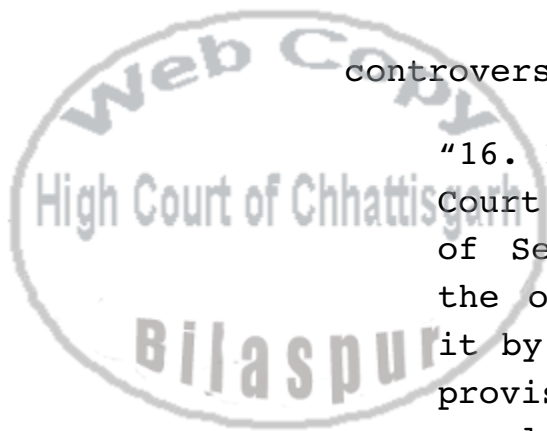 controvers
"16.
Court
of Se
the o
it by
provis
Web Copy
High Court of Chhattisgarh
Bilaspur